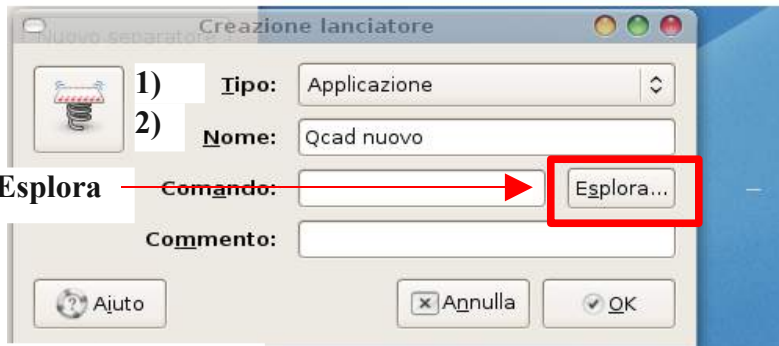 Nuovo separatore
Creazione lanciatore
1) Tipo: Applicazione
2) Nome: Qcad nuovo
Esplora Comando: Esplora...
Commento:
Aiuto Annulla OK